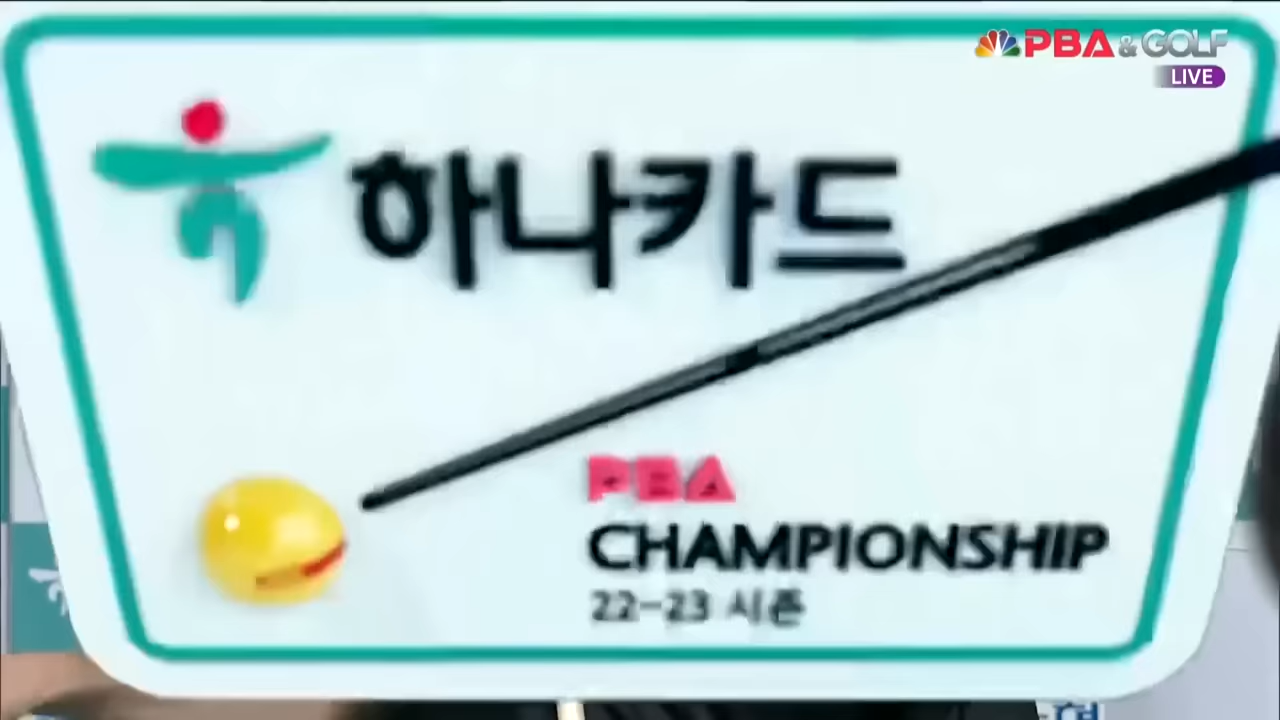 PBA & GOLF
LIVE
하나카드
PBA
CHAMPIONSHIP
22-23 시즌